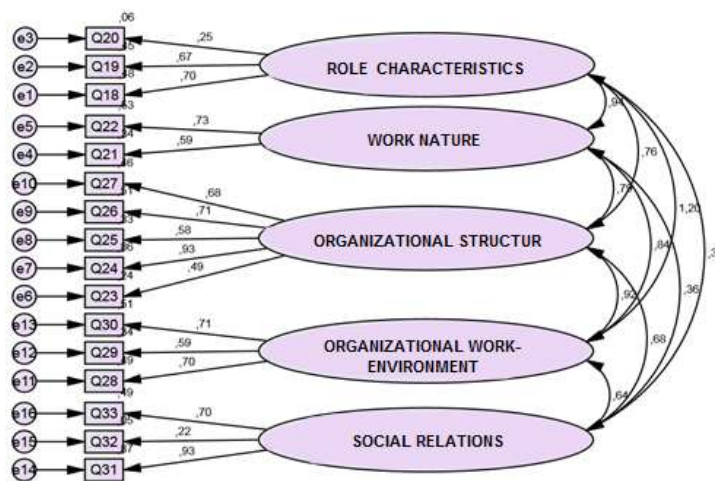 ,06
e3 Q20 ,25
e2 Q19 ,67
e1 Q18 ,70
ROLE CHARACTERISTICS
e5 Q22 ,73
e4 Q21 ,59
WORK NATURE
,94
,76
e10 Q27 ,68
e9 Q26 ,71
e8 Q25 ,58
e7 Q24 ,93
e6 Q23 ,49
ORGANIZATIONAL STRUCTUR
1,20
,84
,3
,92
,36
,51
e13 Q30 ,71
e12 Q29 ,59
e11 Q28 ,70
ORGANIZATIONAL WORK-
ENVIRONMENT
,68
,64
,49
e16 Q33 ,70
e15 Q32 ,22
e14 Q31 ,93
SOCIAL RELATIONS